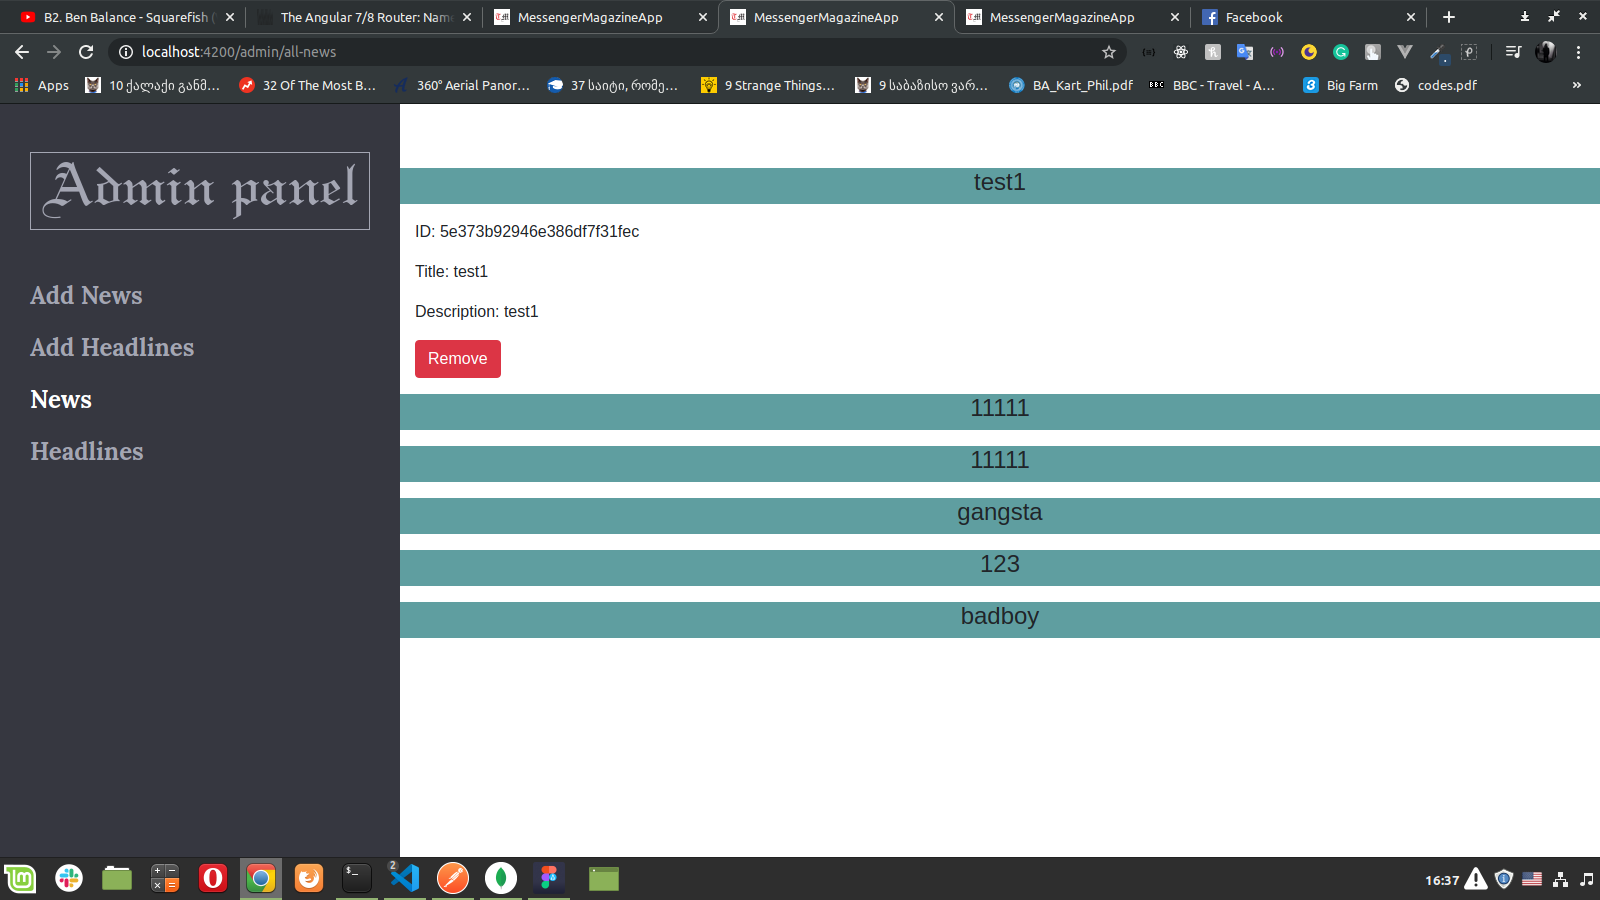 B2. Ben Balance - Squarefish (
The Angular 7/8 Router: Name
MessengerMagazineApp
MessengerMagazineApp
MessengerMagazineApp
Facebook
localhost:4200/admin/all-news
Apps
10 ქალაქი განმ...
32 Of The Most B...
360° Aerial Panor...
37 საიტი, რომე...
9 Strange Things...
9 საბაზისო ვარ...
BA_Kart_Phil.pdf
BBC - Travel - A...
Big Farm
codes.pdf
»
Admin panel
Add News
Add Headlines
News
Headlines
test1
ID: 5e373b92946e386df7f31fec
Title: test1
Description: test1
Remove
11111
11111
gangsta
123
badboy
2
16:37